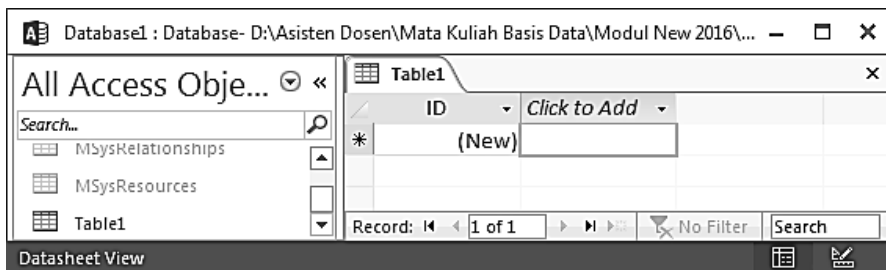 Database1 : Database- D:\Asisten Dosen\Mata Kuliah Basis Data\Modul New 2016\...
All Access Obje...
Search...
MSysRelationships
MSysResources
Table1
Table1
ID Click to Add
(New)
Record: 1 of 1 No Filter Search
Datasheet View